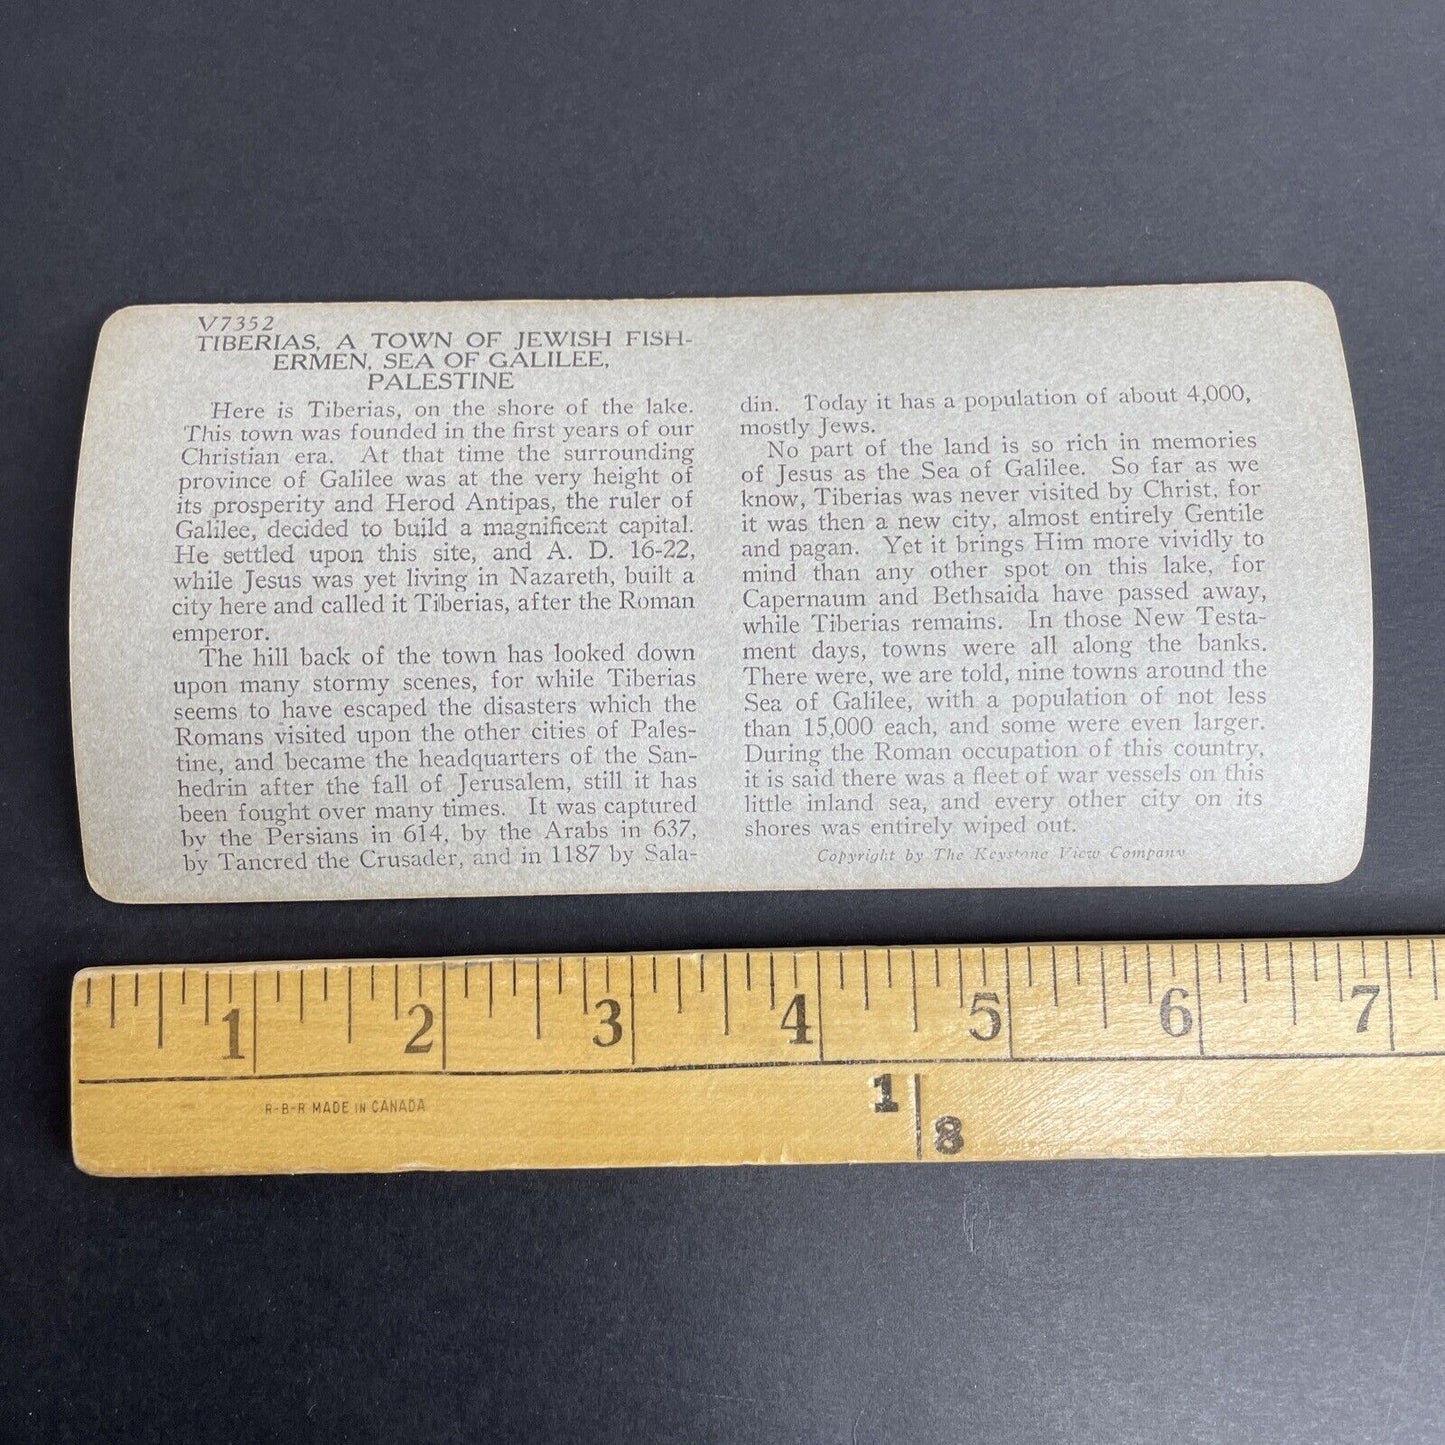 V7352
TIBERIAS, A TOWN OF JEWISH FISH-
ERMEN, SEA OF GALILEE,
PALESTINE
Here is Tiberias, on the shore of the lake.
This town was founded in the first years of our
Christian era. At that time the surrounding
province of Galilee was at the very height of
its prosperity and Herod Antipas, the ruler of
Galilee, decided to build a magnificent capital.
He settled upon this site, and A. D. 16-22,
while Jesus was yet living in Nazareth, built a
city here and called it Tiberias, after the Roman
emperor.
The hill back of the town has looked down
upon many stormy scenes, for while Tiberias
seems to have escaped the disasters which the
Romans visited upon the other cities of Pales-
tine, and became the headquarters of the San-
hedrin after the fall of Jerusalem, still it has
been fought over many times. It was captured
by the Persians in 614, by the Arabs in 637,
by Tancred the Crusader, and in 1187 by Sala-
din. Today it has a population of about 4,000,
mostly Jews.
No part of the land is so rich in memories
of Jesus as the Sea of Galilee. So far as we
know, Tiberias was never visited by Christ, for
it was then a new city, almost entirely Gentile
and pagan. Yet it brings Him more vividly to
mind than any other spot on this lake, for
Capernaum and Bethsaida have passed away,
while Tiberias remains. In those New Testa-
ment days, towns were all along the banks.
There were, we are told, nine towns around the
Sea of Galilee, with a population of not less
than 15,000 each, and some were even larger.
During the Roman occupation of this country,
it is said there was a fleet of war vessels on this
little inland sea, and every other city on its
shores was entirely wiped out.
Copyright by The Keystone View Company
1 2 3 4 5 6 7
R-B-R MADE IN CANADA
1
8